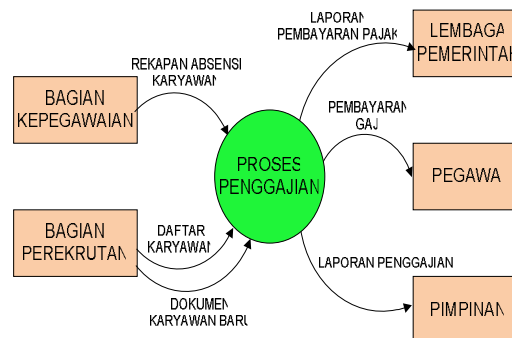 LAPORAN
PEMBAYARAN PAJAK
LEMBAGA
PEMERINTAH
REKAPAN ABSENSI
KARYAWAN
BAGIAN
KEPEGAWAIAN
PEMBAYARAN
GAJI
PROSES
PENGGAJIAN
PEGAWA
BAGIAN
PEREKRUTAN
DAFTAR
KARYAWAN
LAPORAN PENGGAJIAN
DOKUMEN
KARYAWAN BARU
PIMPINAN